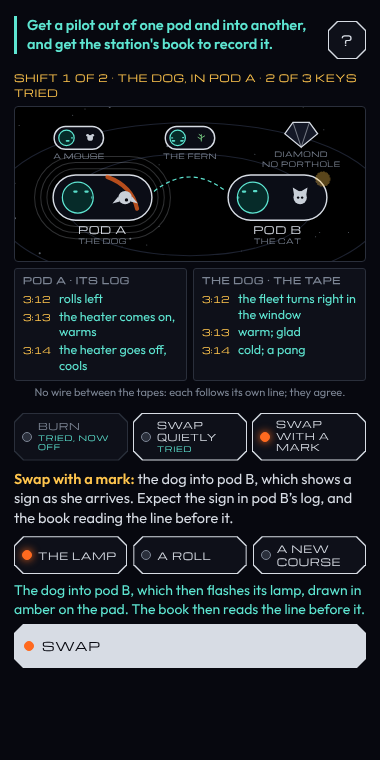 Get a pilot out of one pod and into another,
and get the station's book to record it.
?
SHIFT 1 OF 2 · THE DOG, IN POD A · 2 OF 3 KEYS
TRIED
A MOUSE
THE FERN
DIAMOND
NO PORTHOLE
POD A
THE DOG
POD B
THE CAT
POD A · ITS LOG
3:12 rolls left
3:13 the heater comes on,
warms
3:14 the heater goes off,
cools
THE DOG · THE TAPE
3:12 the fleet turns right in
the window
3:13 warm; glad
3:14 cold; a pang
No wire between the tapes: each follows its own line; they agree.
BURN
TRIED, NOW
OFF
SWAP
QUIETLY
TRIED
SWAP
WITH A
MARK
Swap with a mark: the dog into pod B, which shows a
sign as she arrives. Expect the sign in pod B's log, and
the book reading the line before it.
THE LAMP
A ROLL
A NEW
COURSE
The dog into pod B, which then flashes its lamp, drawn in
amber on the pad. The book then reads the line before it.
SWAP